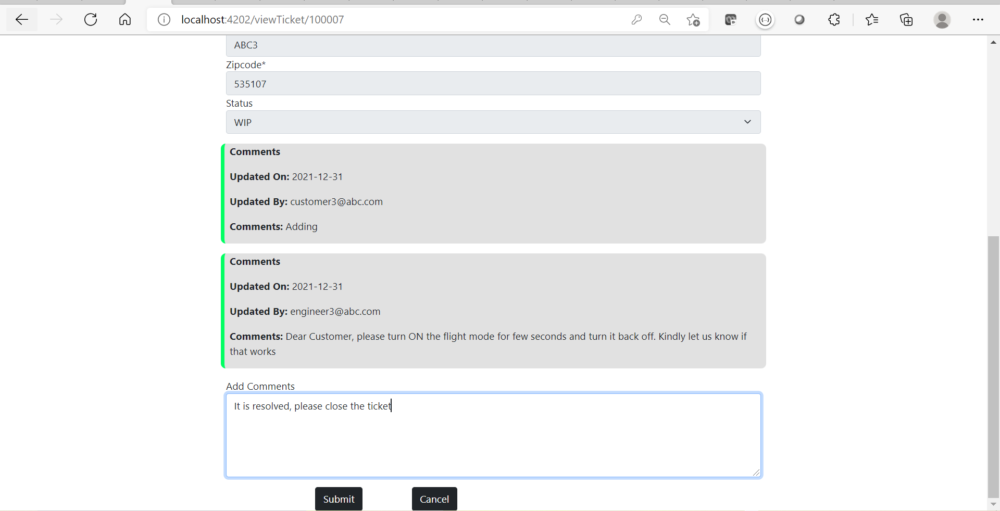 localhost:4202/viewTicket/100007
ABC3
Zipcode*
535107
Status
WIP
Comments
Updated On: 2021-12-31
Updated By: customer3@abc.com
Comments: Adding
Comments
Updated On: 2021-12-31
Updated By: engineer3@abc.com
Comments: Dear Customer, please turn ON the flight mode for few seconds and turn it back off. Kindly let us know if
that works
Add Comments
It is resolved, please close the ticket
Submit
Cancel